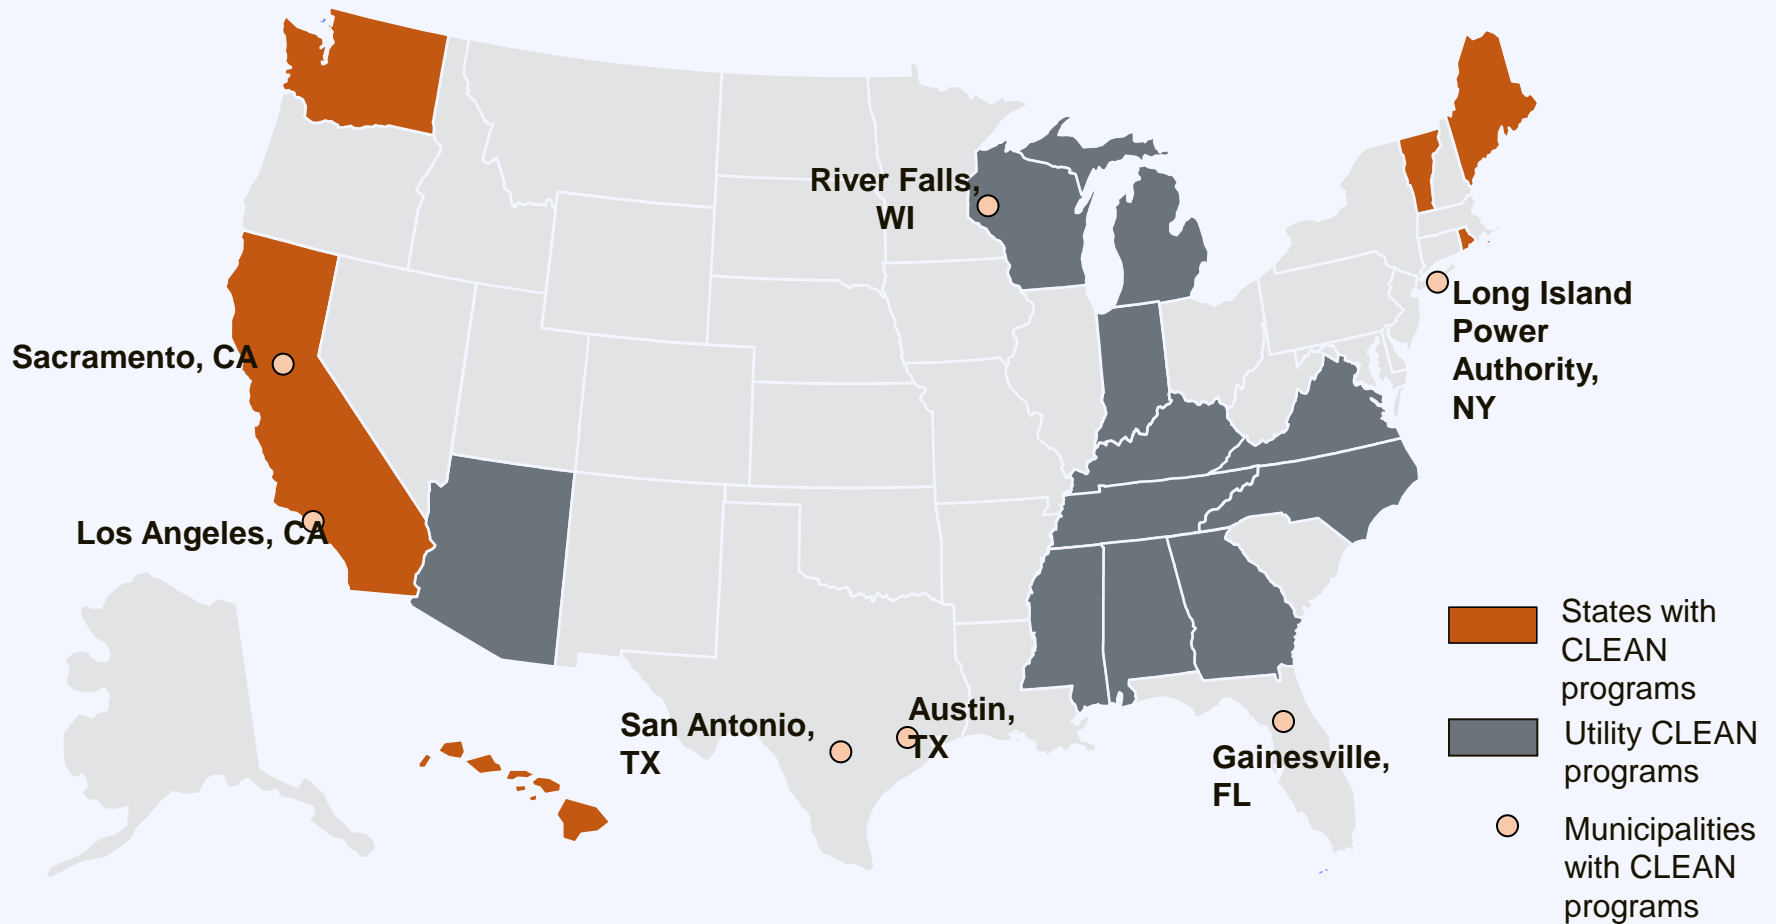 River Falls,
WI
Long Island
Power
Authority,
NY
Sacramento, CA
Los Angeles, CA
San Antonio,
TX
Austin,
TX
Gainesville,
FL
States with
CLEAN
programs
Utility CLEAN
programs
Municipalities
with CLEAN
programs